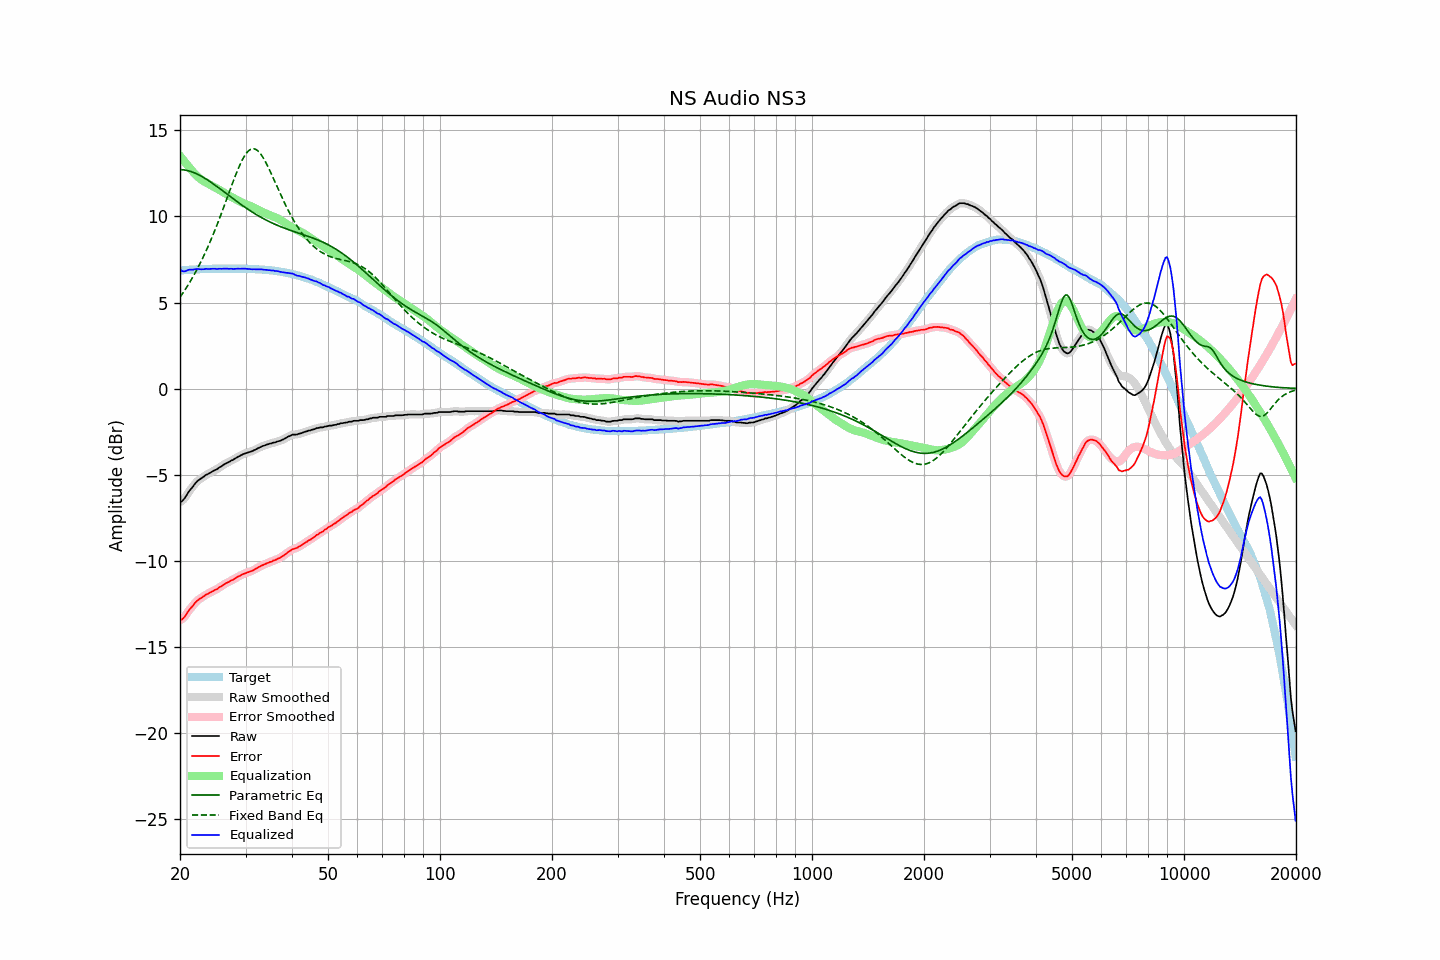 NS Audio NS3
Amplitude (dBr)
15
10
5
0
−5
−10
−15
−20
−25
Target
Raw Smoothed
Error Smoothed
Raw
Error
Equalization
Parametric Eq
Fixed Band Eq
Equalized
20 50 100 200 500 1000 2000 5000 10000 20000
Frequency (Hz)